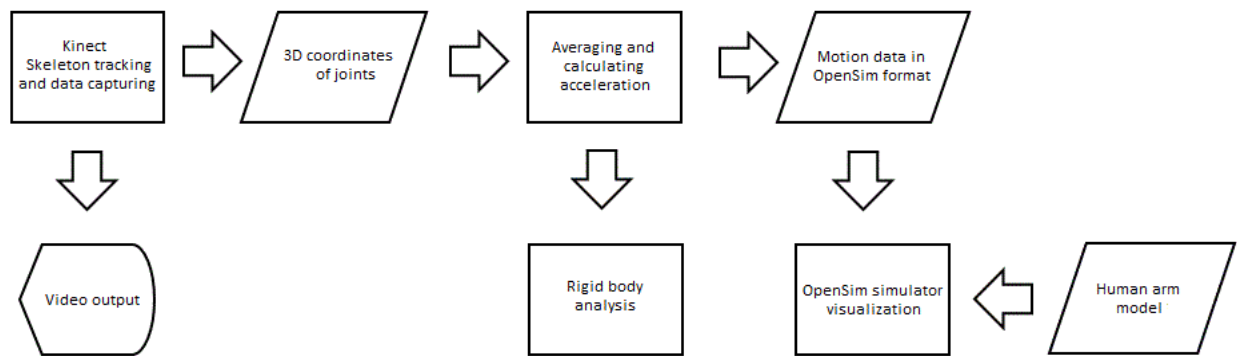 Kinect
Skeleton tracking
and data capturing
3D coordinates
of joints
Averaging and
calculating
acceleration
Motion data in
OpenSim format
Video output
Rigid body
analysis
OpenSim simulator
visualization
Human arm
model